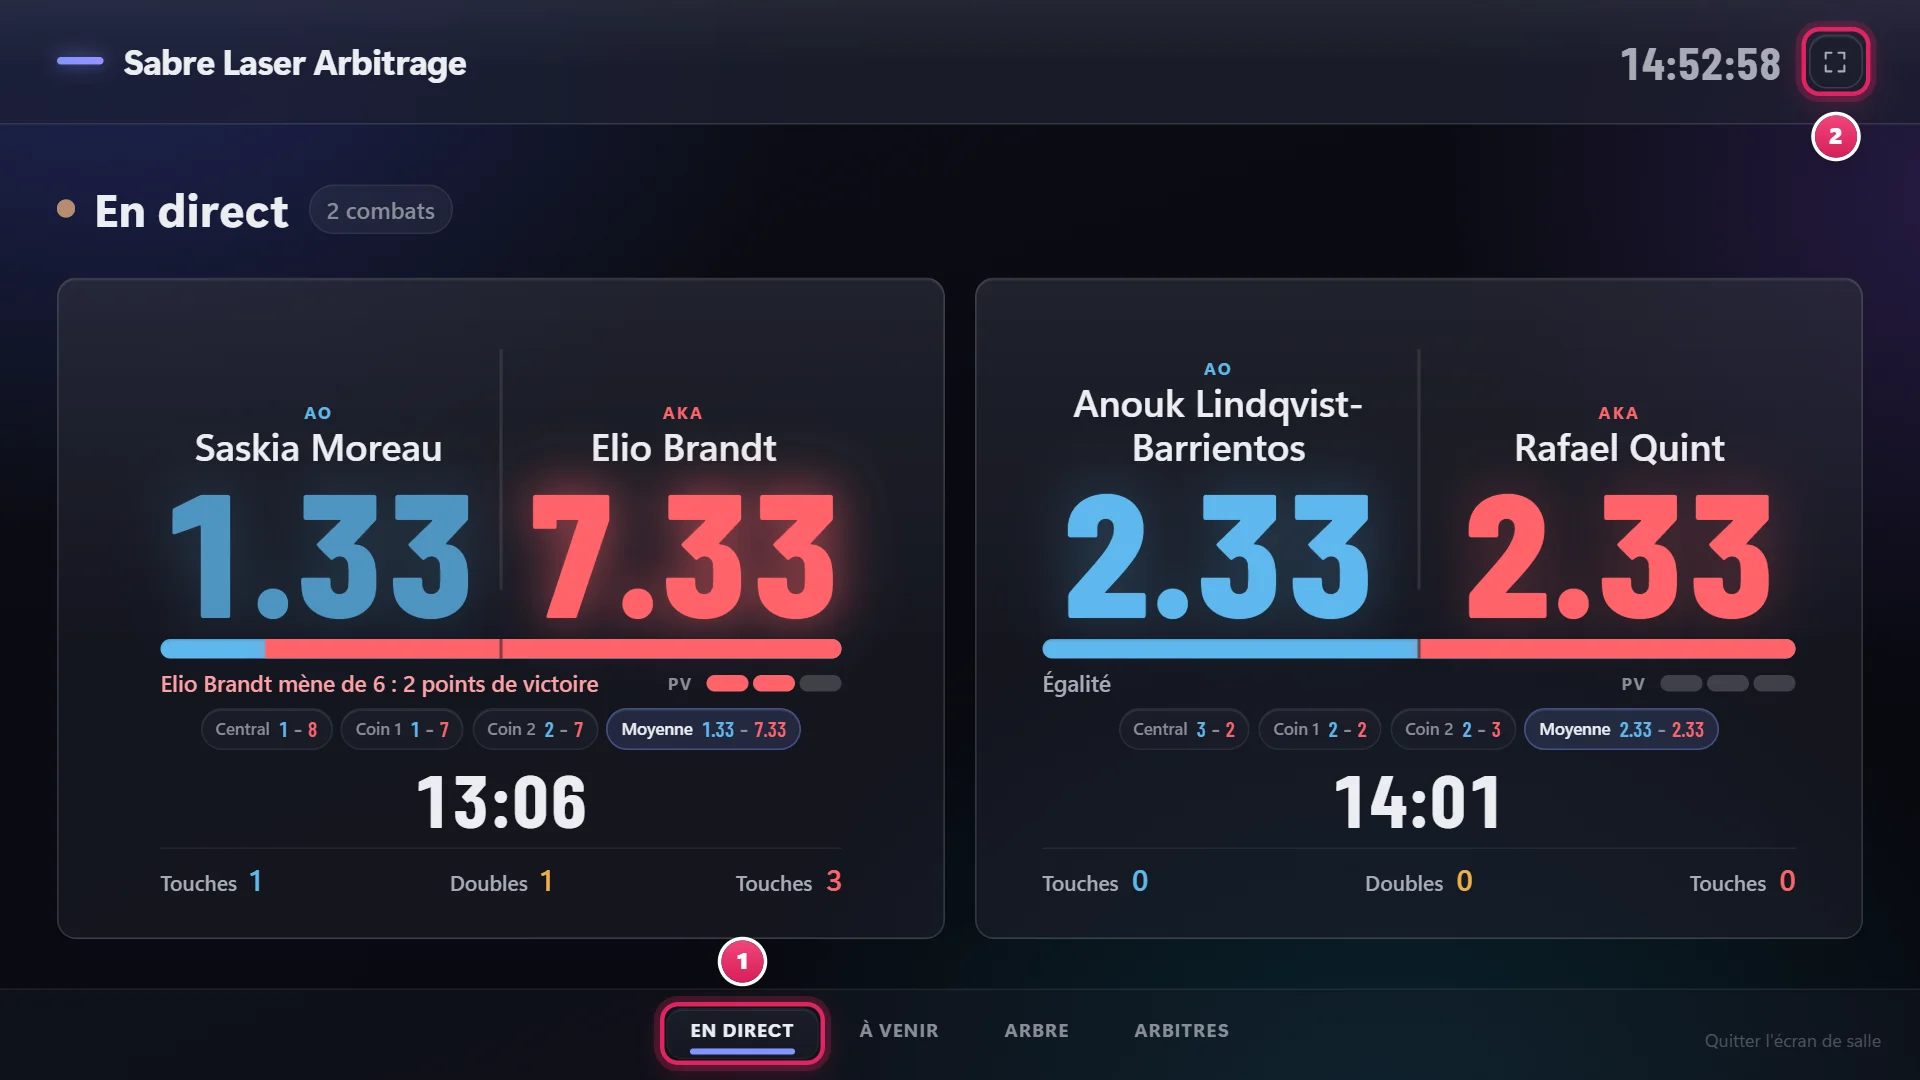 Sabre Laser Arbitrage
14:52:58
2
En direct
2 combats
AO
Saskia Moreau
1.33
AKA
Elio Brandt
7.33
Elio Brandt mène de 6 : 2 points de victoire
PV
Central 1 – 8
Coin 1 1 – 7
Coin 2 2 – 7
Moyenne 1.33 – 7.33
13:06
Touches 1
Doubles 1
Touches 3
AO
Anouk Lindqvist-
Barrientos
2.33
AKA
Rafael Quint
2.33
Égalité
PV
Central 3 – 2
Coin 1 2 – 2
Coin 2 2 – 3
Moyenne 2.33 – 2.33
14:01
Touches 0
Doubles 0
Touches 0
1
EN DIRECT
À VENIR
ARBRE
ARBITRES
Quitter l'écran de salle